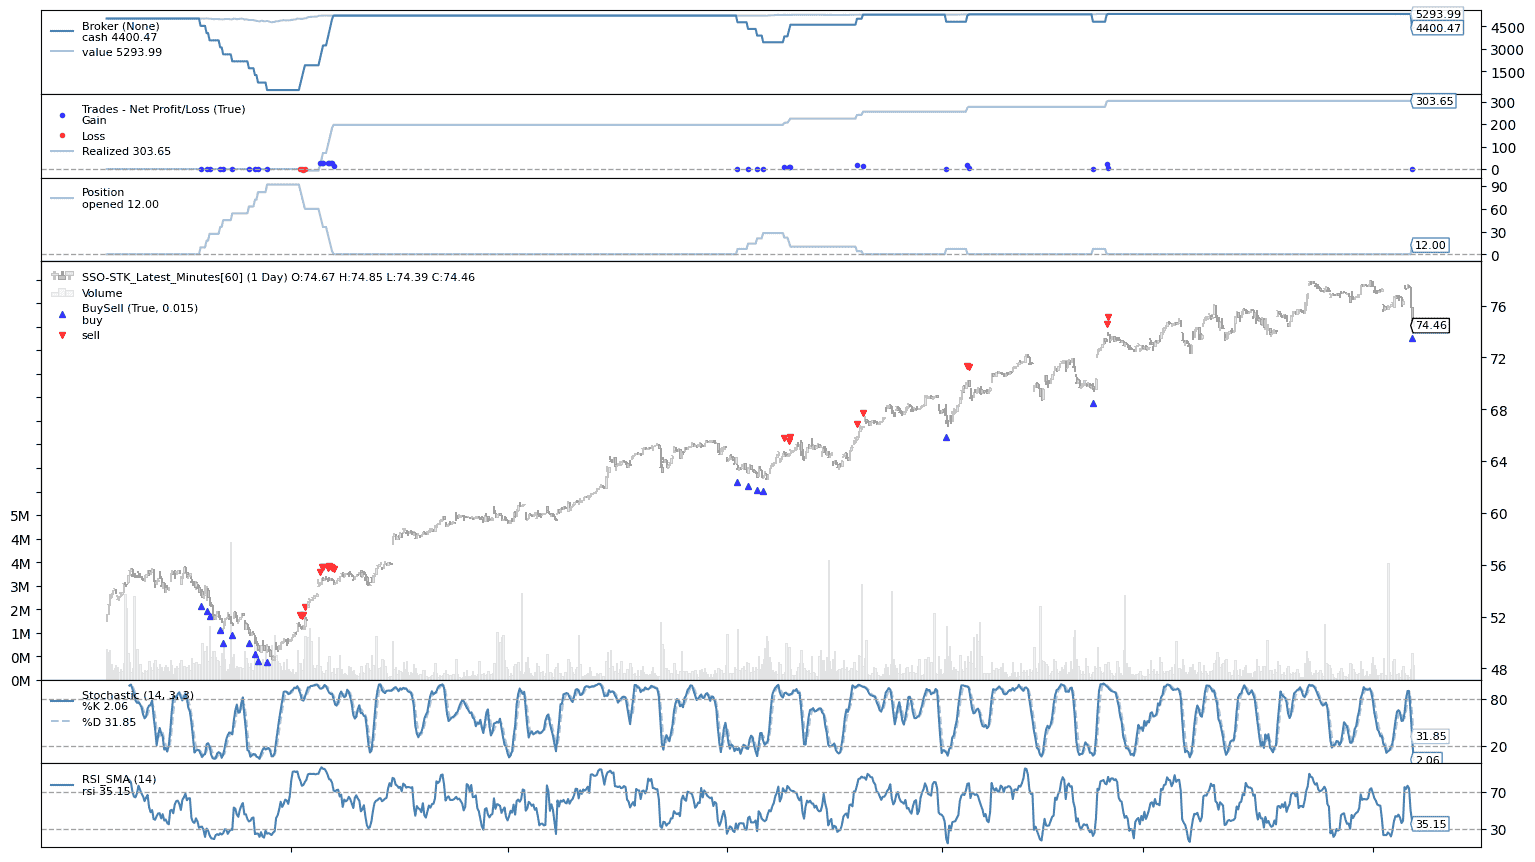 Broker (None)
cash 4400.47
value 5293.99
5293.99
4400.47
4500
3000
1500
Trades - Net Profit/Loss (True)
Gain
Loss
Realized 303.65
303.65
300
200
100
0
Position
opened 12.00
12.00
90
60
30
0
SSO-STK_Latest_Minutes[60] (1 Day) O:74.67 H:74.85 L:74.39 C:74.46
Volume
BuySell (True, 0.015)
buy
sell
76
74.46
72
68
64
60
56
52
48
5M
4M
4M
3M
2M
1M
0M
0M
Stochastic (14, 3, 3)
%K 2.06
%D 31.85
80
31.85
20
2.06
RSI_SMA (14)
rsi 35.15
70
35.15
30